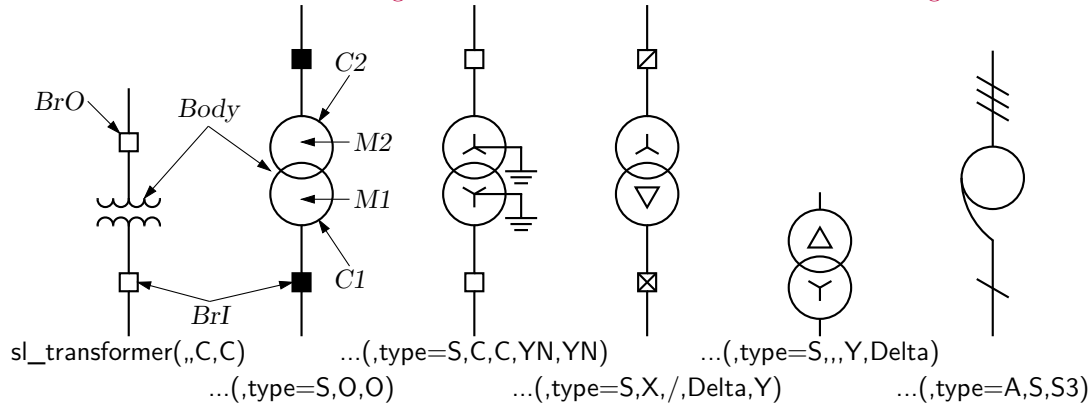 C2
BrO
Body
M2
M1
C1
BrI
sl_transformer(,,C,C)
...(,type=S,C,C,YN,YN)
...(,type=S,,,Y,Delta)
...(,type=S,O,O)
...(,type=S,X,/,Delta,Y)
...(,type=A,S,S3)